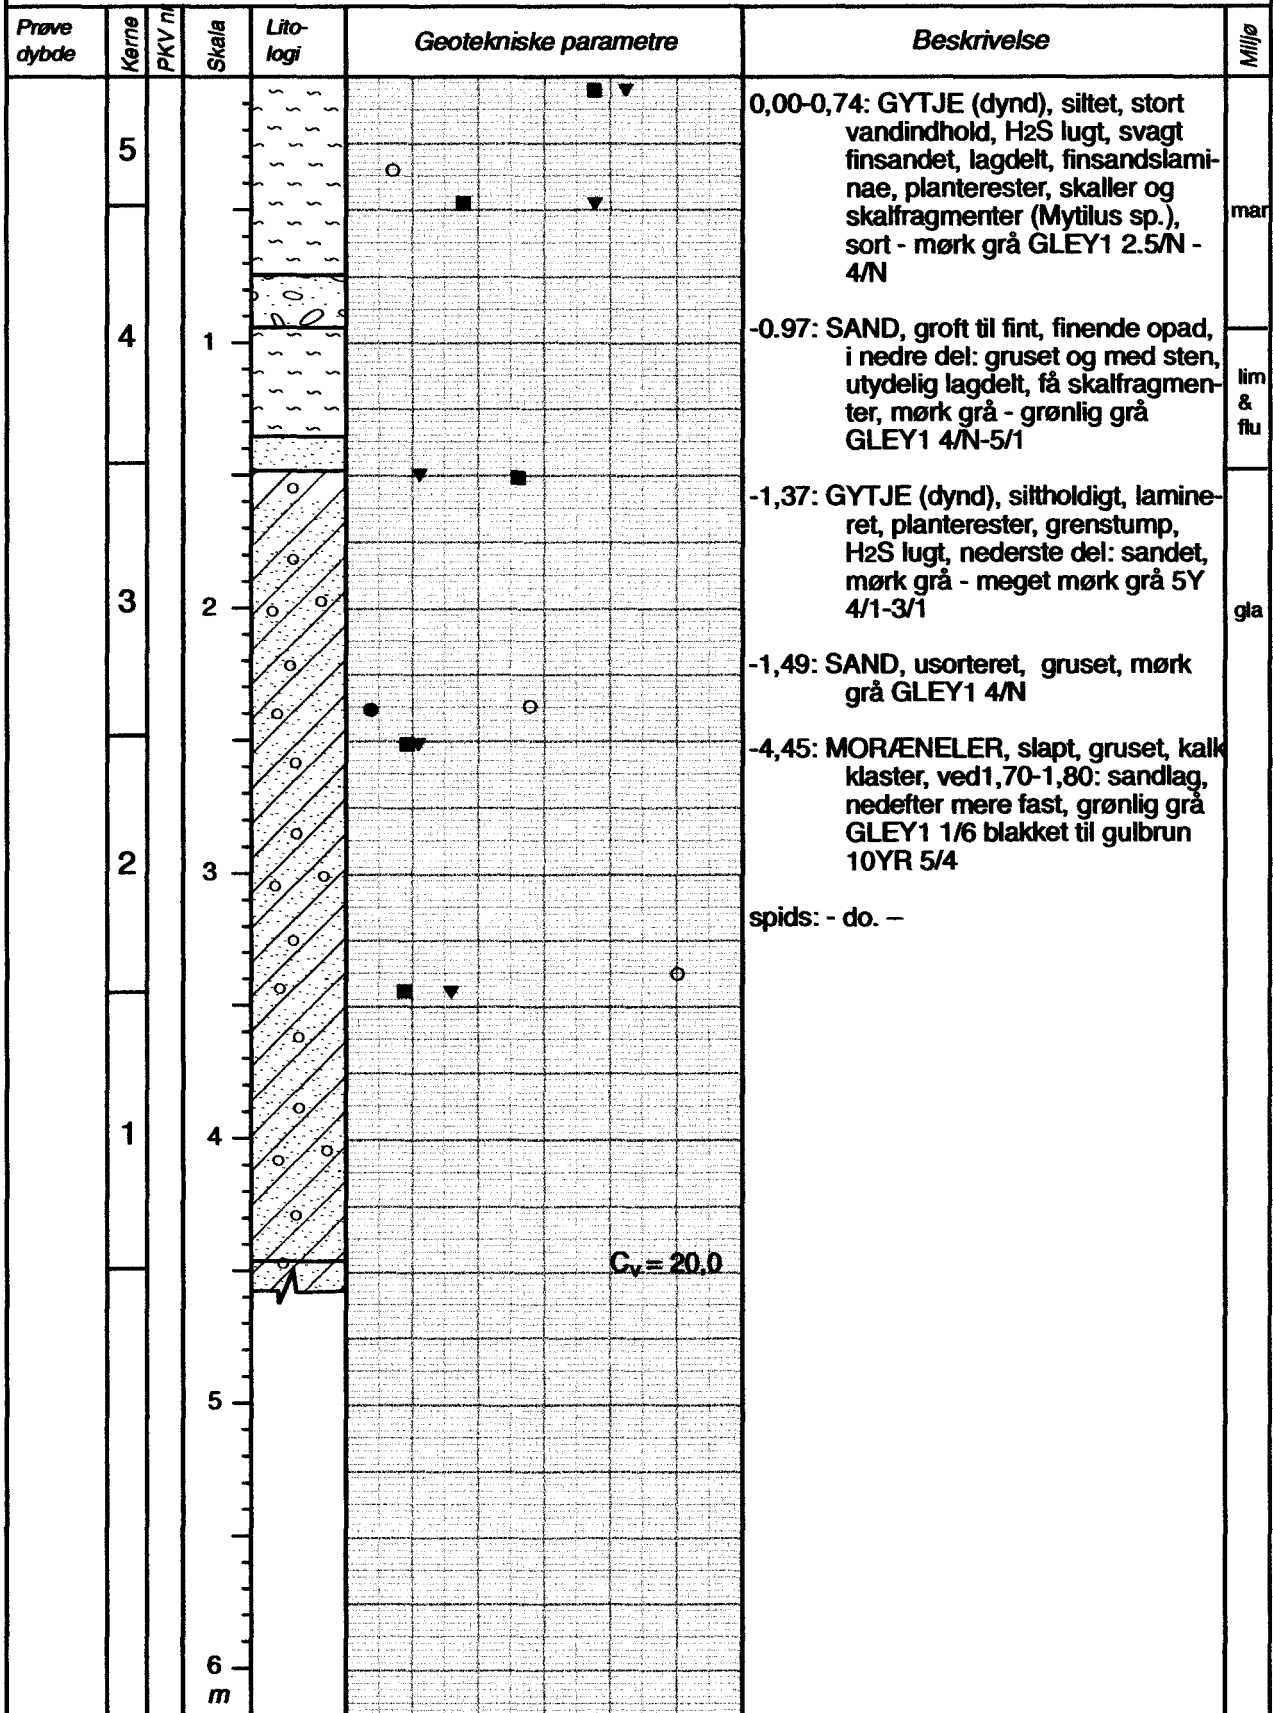 Prøve dybde
Kerne
PKV nr
Skala
Lito-
logi
Geotekniske parametre
Beskrivelse
Miljø
0,00-0,74: GYTJE (dynd), siltet, stort
vandindhold, H2S lugt, svagt
finsandet, lagdelt, finsandslami-
nae, planterester, skaller og
skalfragmenter (Mytilus sp.),
sort - mørk grå GLEY1 2.5/N -
4/N
mar
-0.97: SAND, groft til fint, finende opad,
i nedre del: gruset og med sten,
utydelig lagdelt, få skalfragmen-
ter, mørk grå - grønlig grå
GLEY1 4/N-5/1
lim
&
flu
-1,37: GYTJE (dynd), siltholdigt, lamine-
ret, planterester, grenstump,
H2S lugt, nederste del: sandet,
mørk grå - meget mørk grå 5Y
4/1-3/1
gla
-1,49: SAND, usorteret, gruset, mørk
grå GLEY1 4/N
-4,45: MORÆNELER, slapt, gruset, kalk
klaster, ved1,70-1,80: sandlag,
nedefter mere fast, grønlig grå
GLEY1 1/6 blakket til gulbrun
10YR 5/4
spids: - do. –
5
4
3
2
1
1
2
3
4
5
6
m
Cv = 20,0